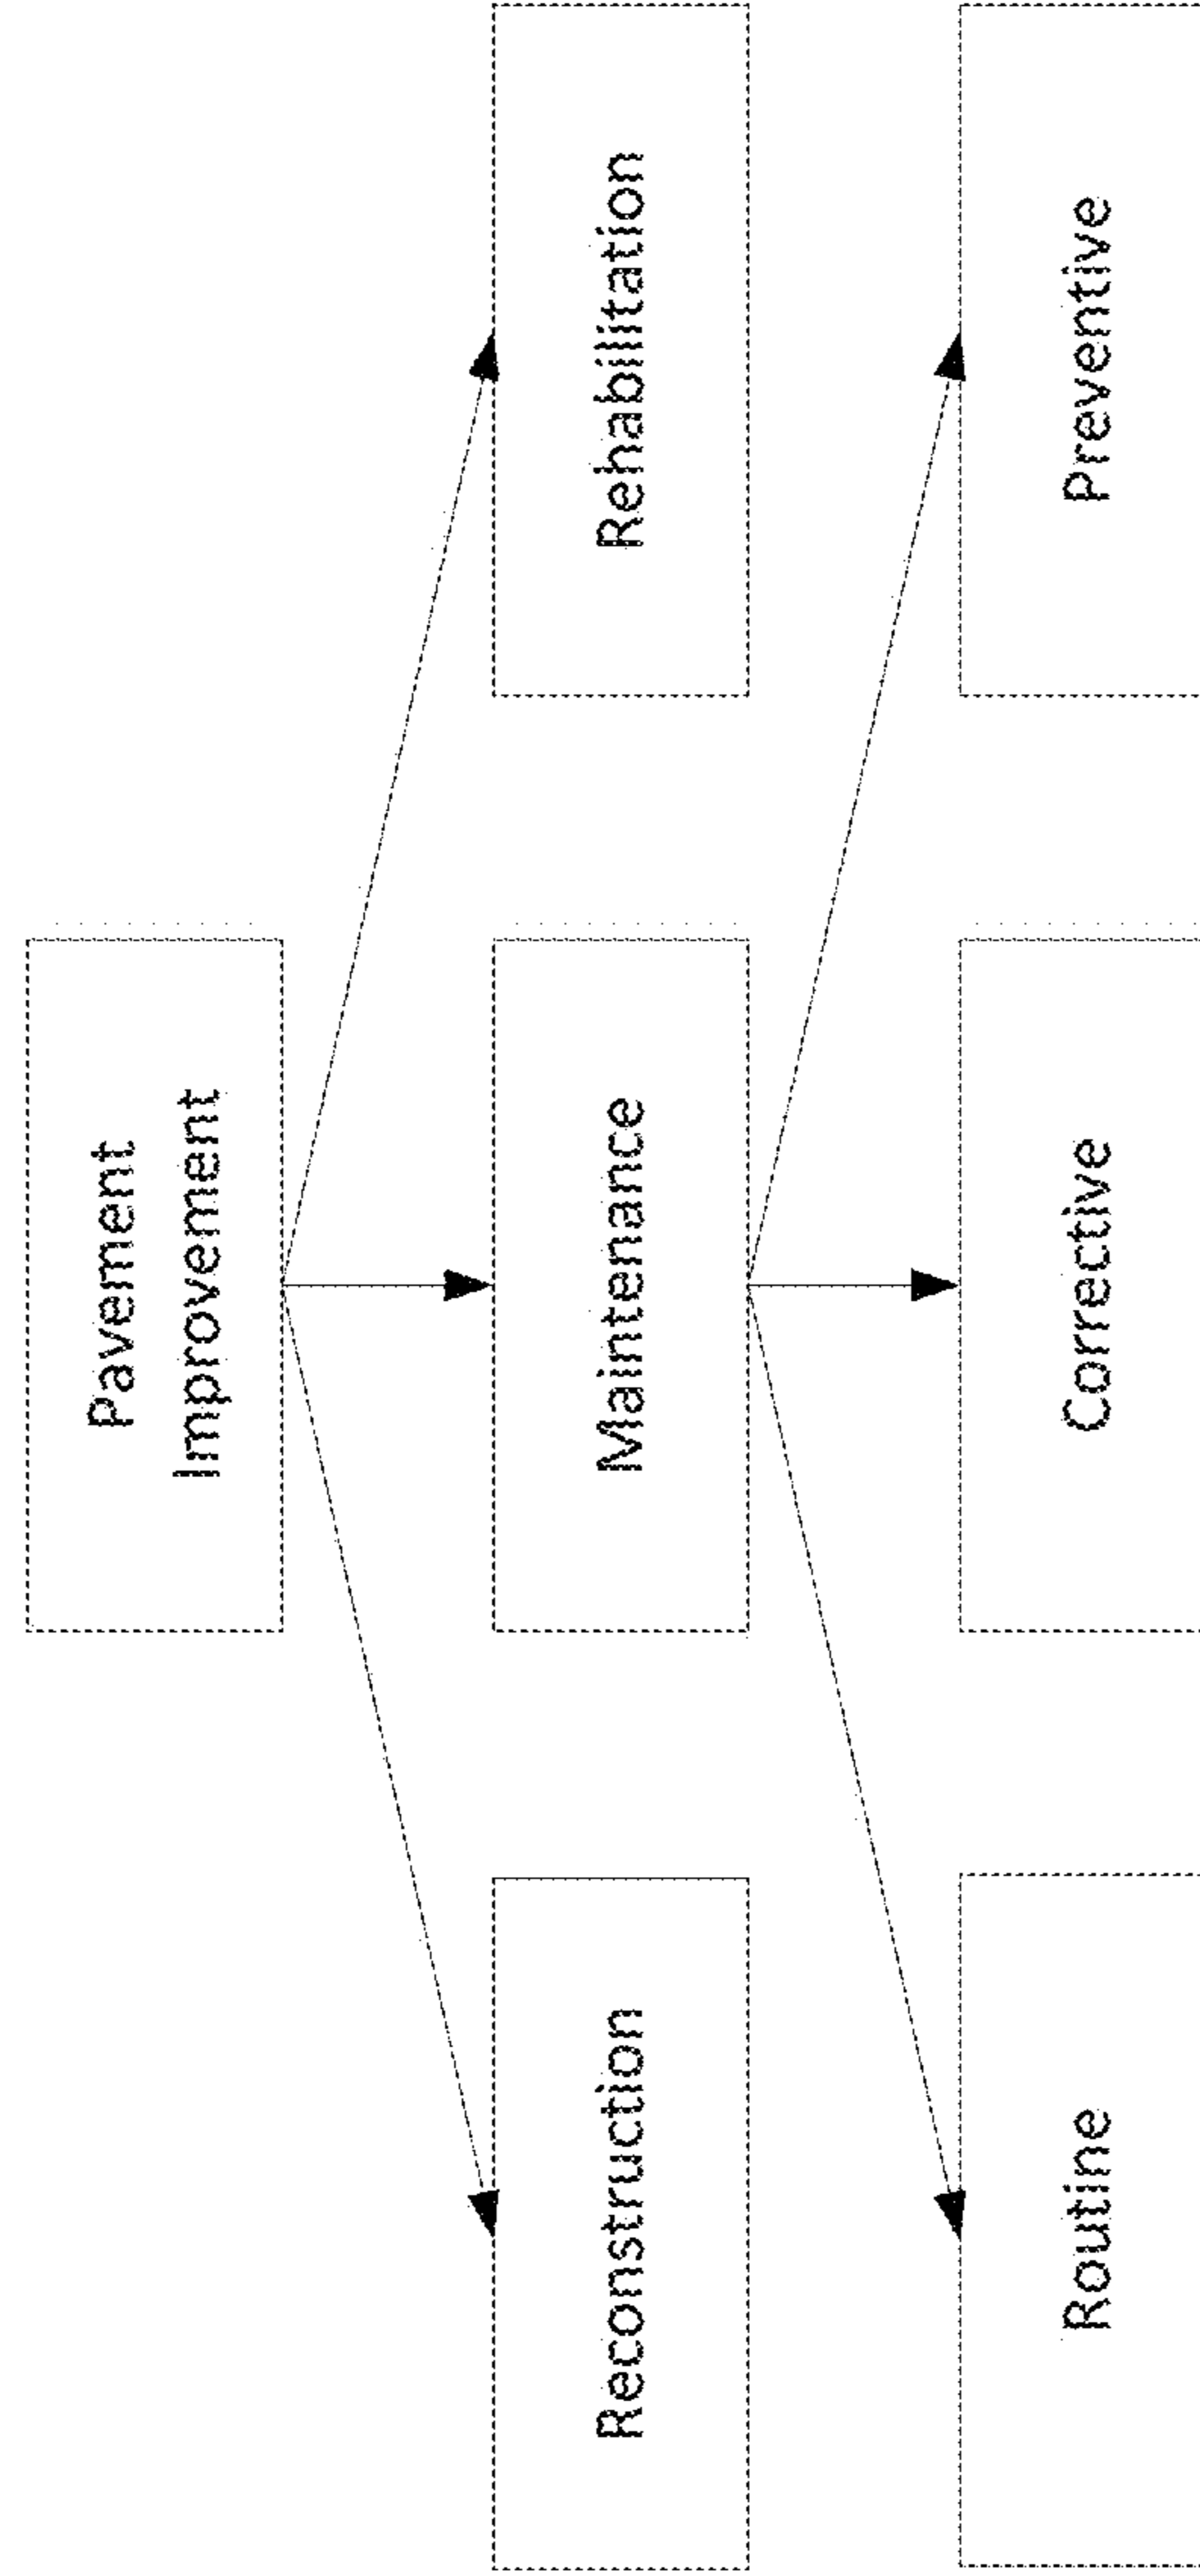 Pavement
Improvement
Reconstruction
Maintenance
Rehabilitation
Routine
Corrective
Preventive